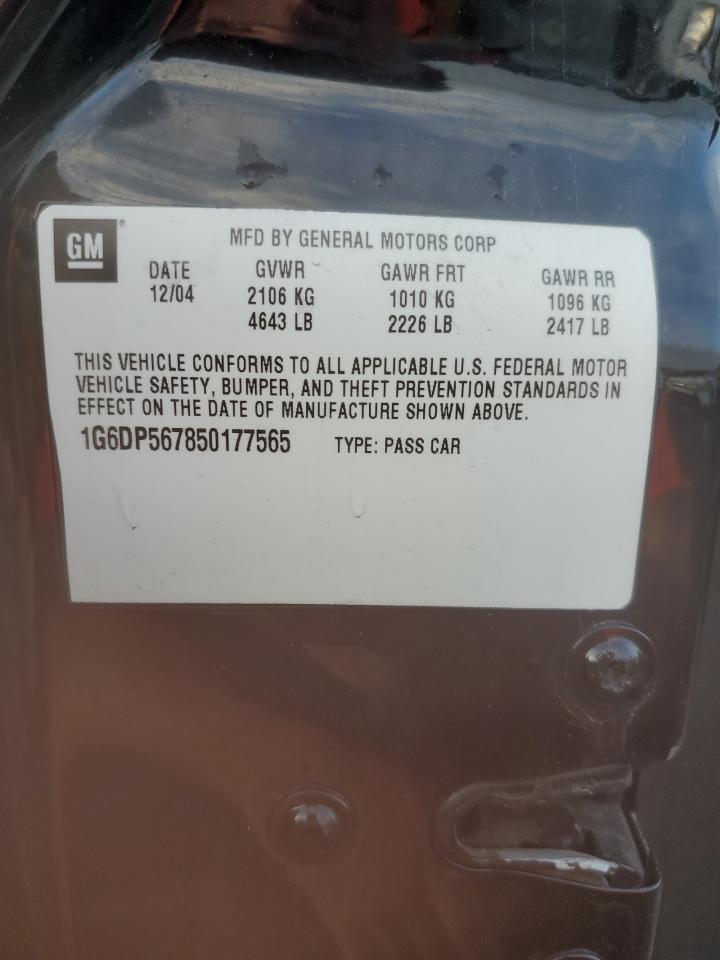 GM
MFD BY GENERAL MOTORS CORP
DATE GVWR GAWR FRT GAWR RR
12/04 2106 KG 1010 KG 1096 KG
4643 LB 2226 LB 2417 LB
THIS VEHICLE CONFORMS TO ALL APPLICABLE U.S. FEDERAL MOTOR
VEHICLE SAFETY, BUMPER, AND THEFT PREVENTION STANDARDS IN
EFFECT ON THE DATE OF MANUFACTURE SHOWN ABOVE.
1G6DP567850177565 TYPE: PASS CAR